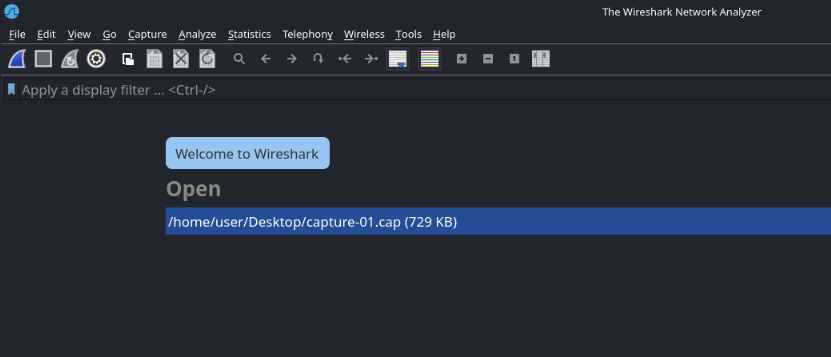 The Wireshark Network Analyzer
File Edit View Go Capture Analyze Statistics Telephony Wireless Tools Help
Apply a display filter ... <Ctrl-/>
Welcome to Wireshark
Open
/home/user/Desktop/capture-01.cap (729 KB)